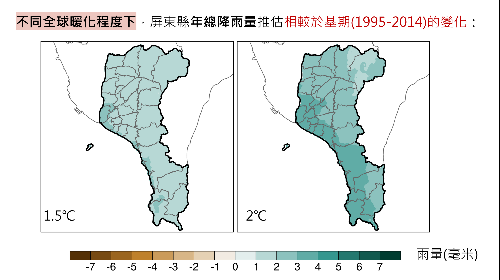 不同全球暖化程度下，屏東縣年總降雨量推估相較於基期(1995-2014)的變化：
1.5℃
2℃
-7 -6 -5 -4 -3 -2 -1 0 1 2 3 4 5 6 7
雨量(毫米)